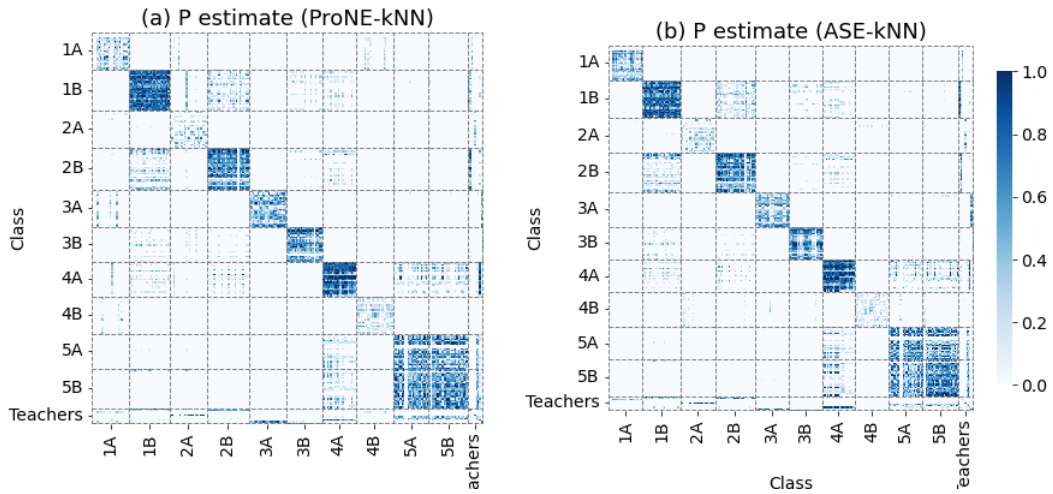 (a) P estimate (ProNE-kNN)
1A
1B
2A
2B
3A
3B
4A
4B
5A
5B
Teachers
Class
1A
1B
2A
2B
3A
3B
4A
4B
5A
5B
eachers
(b) P estimate (ASE-kNN)
1A
1B
2A
2B
3A
3B
4A
4B
5A
5B
Teachers
Class
1A
1B
2A
2B
3A
3B
4A
4B
5A
5B
Teachers
Class
1.0
0.8
0.6
0.4
0.2
0.0